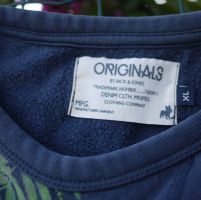 ORIGINALS
BY JACK & JONES
TRADEMARK NUMBER
DENIM CLTH. MNFRS
CLOTHING COMPANY
MFG.
XL